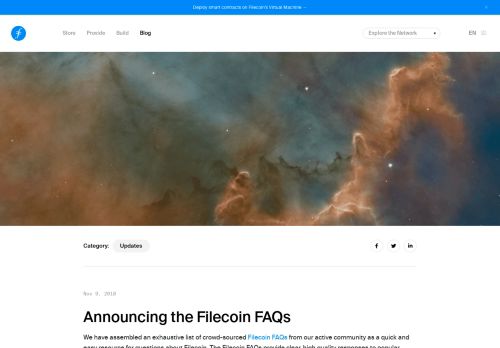 Deploy smart contracts on Filecoin's Virtual Machine →
Store Provide Build Blog Explore the Network EN
Category: Updates
Nov 9, 2018
Announcing the Filecoin FAQs
We have assembled an exhaustive list of crowd-sourced Filecoin FAQs from our active community as a quick and
easy resource for questions about Filecoin. The Filecoin FAQs provide clear, high quality responses to popular